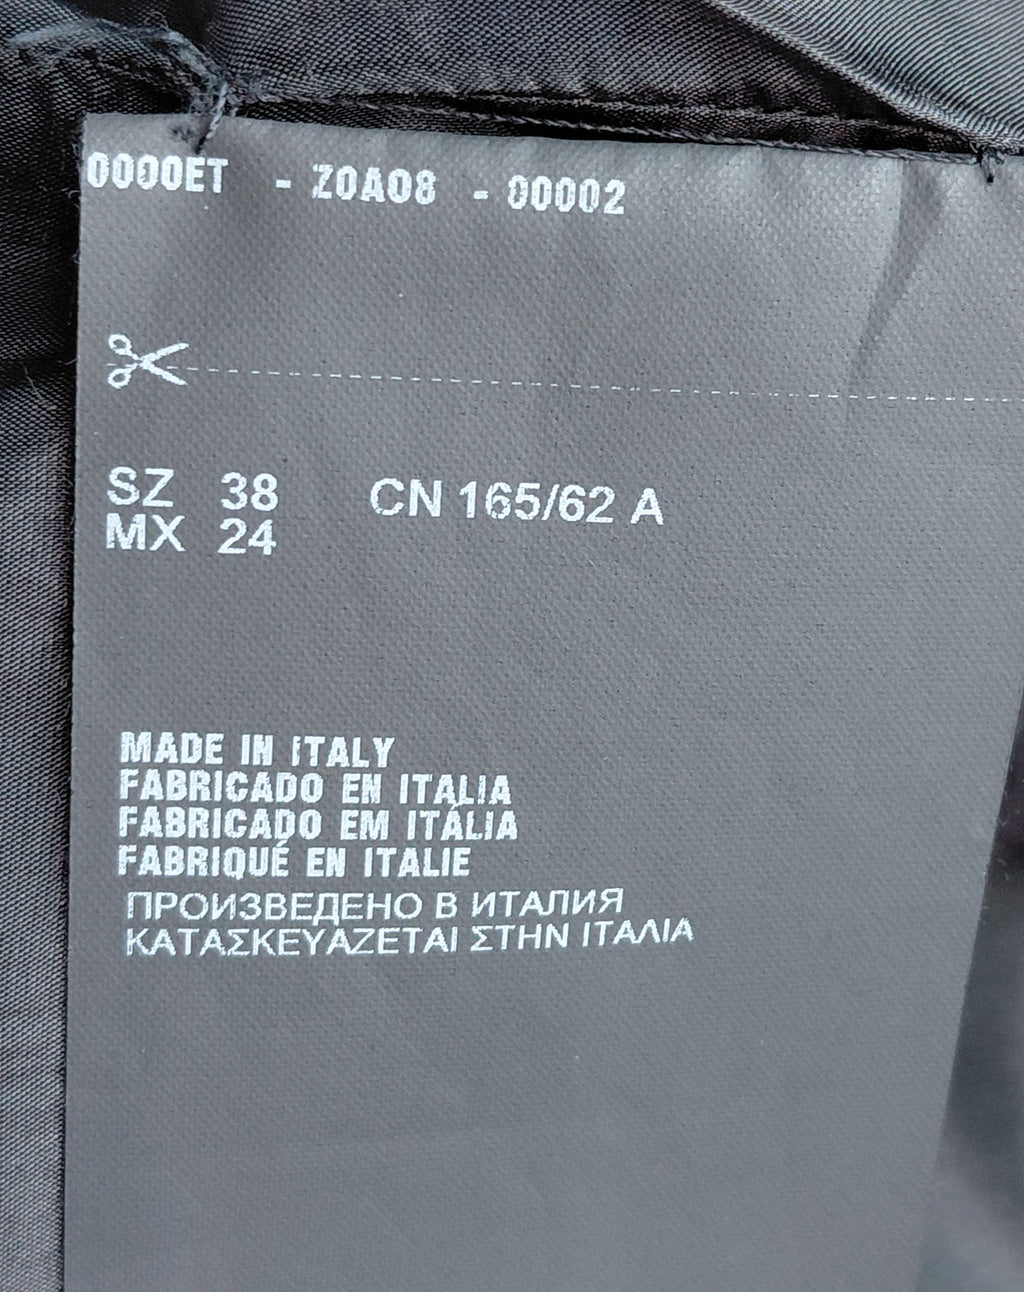 0000ET - Z0A08 - 00002
SZ 38 CN 165/62 A
MX 24
MADE IN ITALY
FABRICADO EN ITALIA
FABRICADO EM ITÁLIA
FABRIQUÉ EN ITALIE
ПРОИЗВЕДЕНО В ИТАЛИЯ
ΚΑΤΑΣΚΕΥΑΖΕΤΑΙ ΣΤΗΝ ΙΤΑΛΙΑ